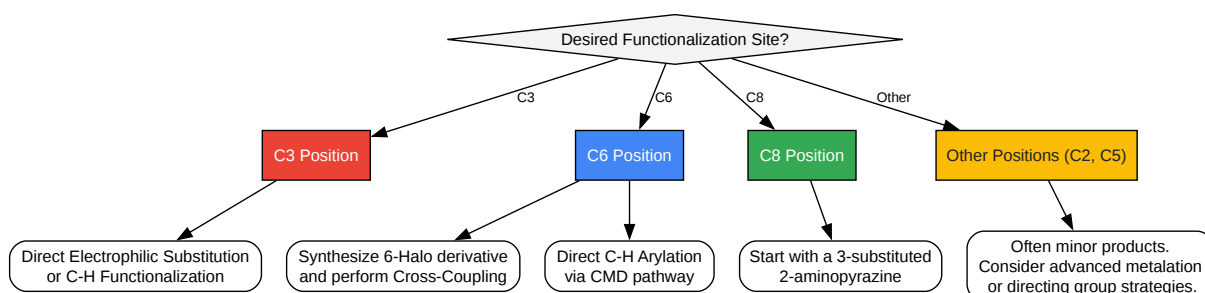 Desired Functionalization Site?
C3
C6
C8
Other
C3 Position
C6 Position
C8 Position
Other Positions (C2, C5)
Direct Electrophilic Substitution
or C-H Functionalization
Synthesize 6-Halo derivative
and perform Cross-Coupling
Direct C-H Arylation
via CMD pathway
Start with a 3-substituted
2-aminopyrazine
Often minor products.
Consider advanced metalation
or directing group strategies.